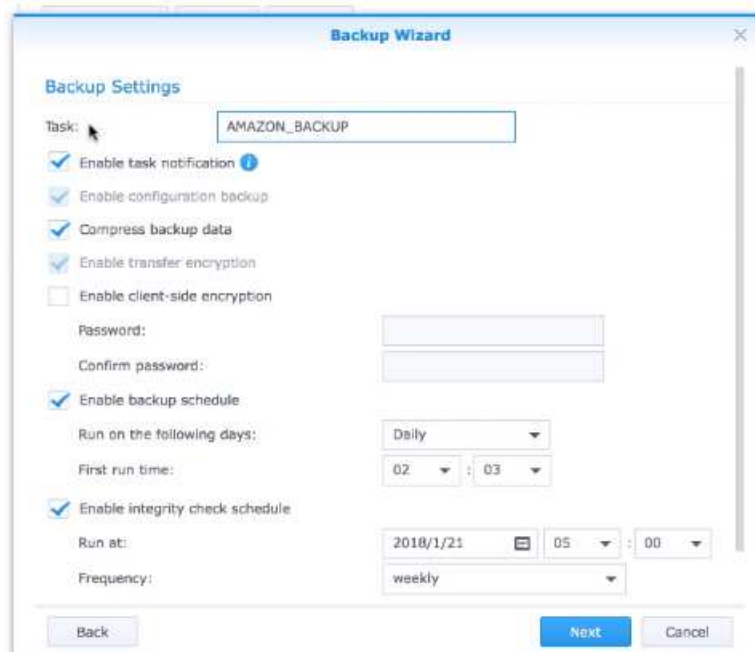 Backup Wizard
Backup Settings
Task: AMAZON_BACKUP
Enable task notification
Enable configuration backup
Compress backup data
Enable transfer encryption
Enable client-side encryption
Password:
Confirm password:
Enable backup schedule
Run on the following days: Daily
First run time: 02 : 03
Enable integrity check schedule
Run at: 2018/1/21 05 : 00
Frequency: weekly
Back Next Cancel